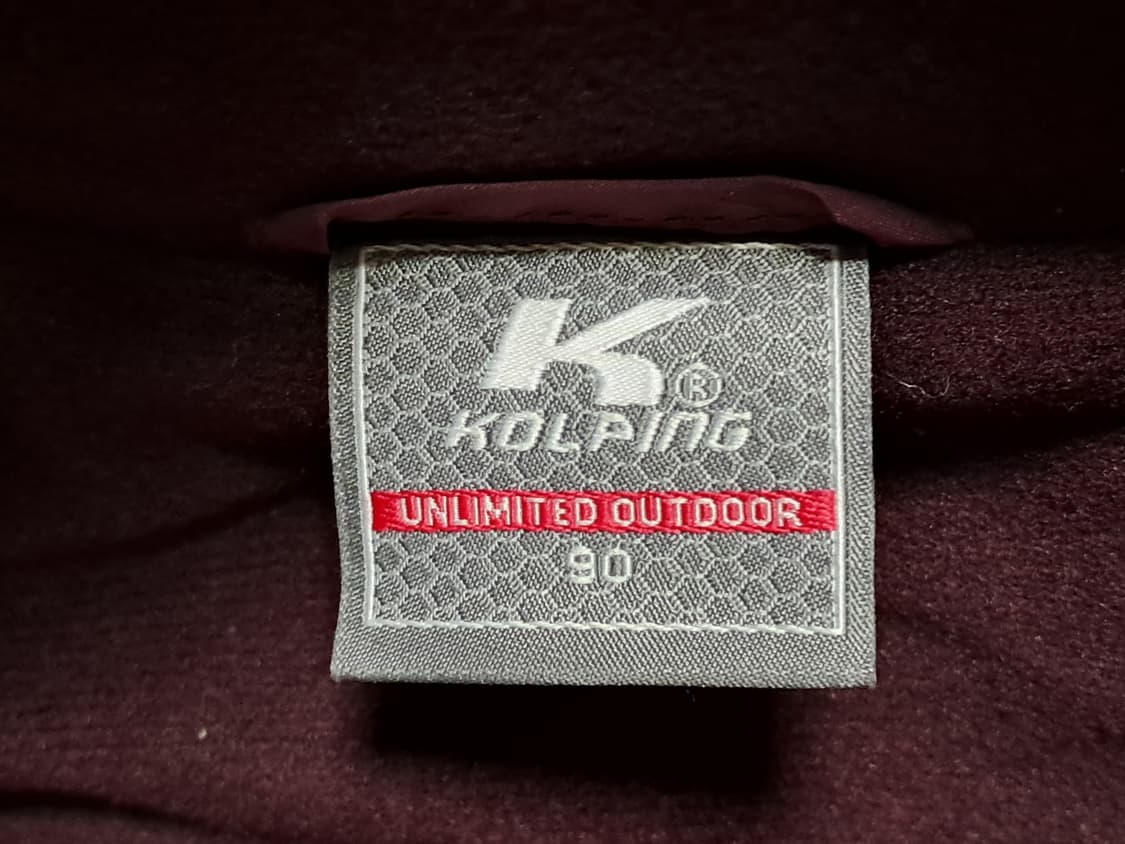 K®
KOLPING
UNLIMITED OUTDOOR
90